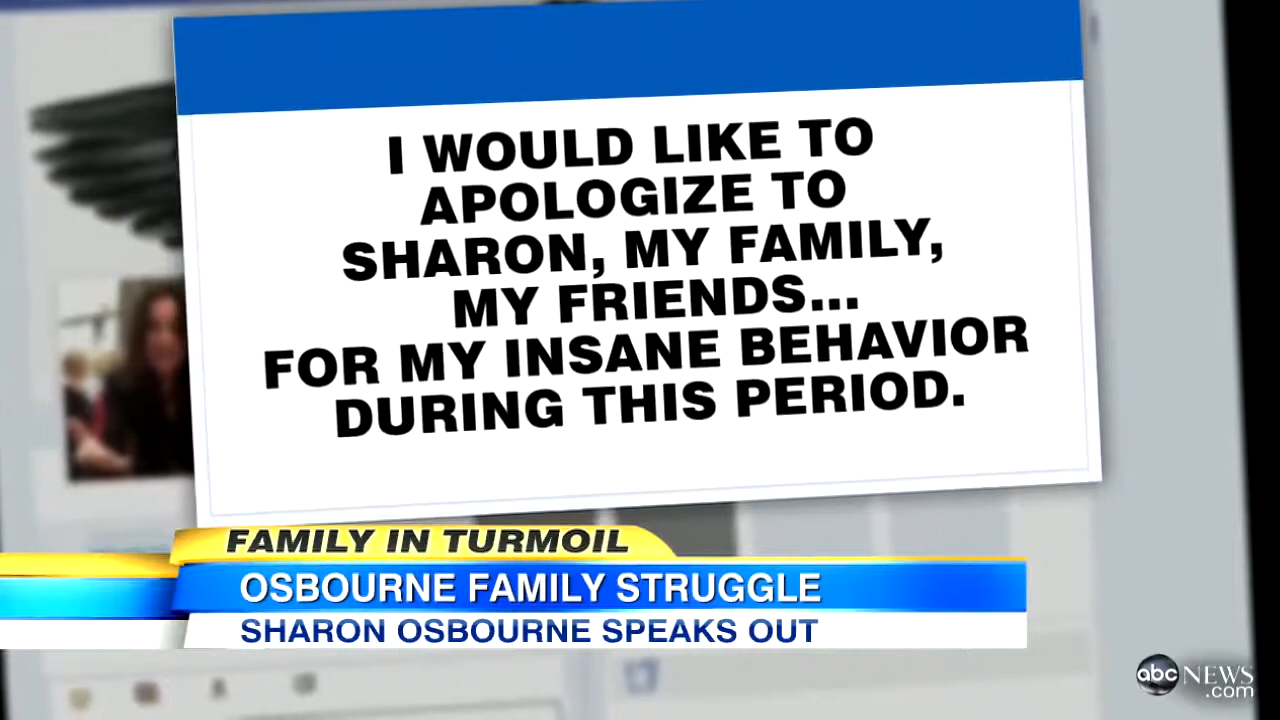 I WOULD LIKE TO
APOLOGIZE TO
SHARON, MY FAMILY,
MY FRIENDS...
FOR MY INSANE BEHAVIOR
DURING THIS PERIOD.
FAMILY IN TURMOIL
OSBOURNE FAMILY STRUGGLE
SHARON OSBOURNE SPEAKS OUT
abc NEWS
.com